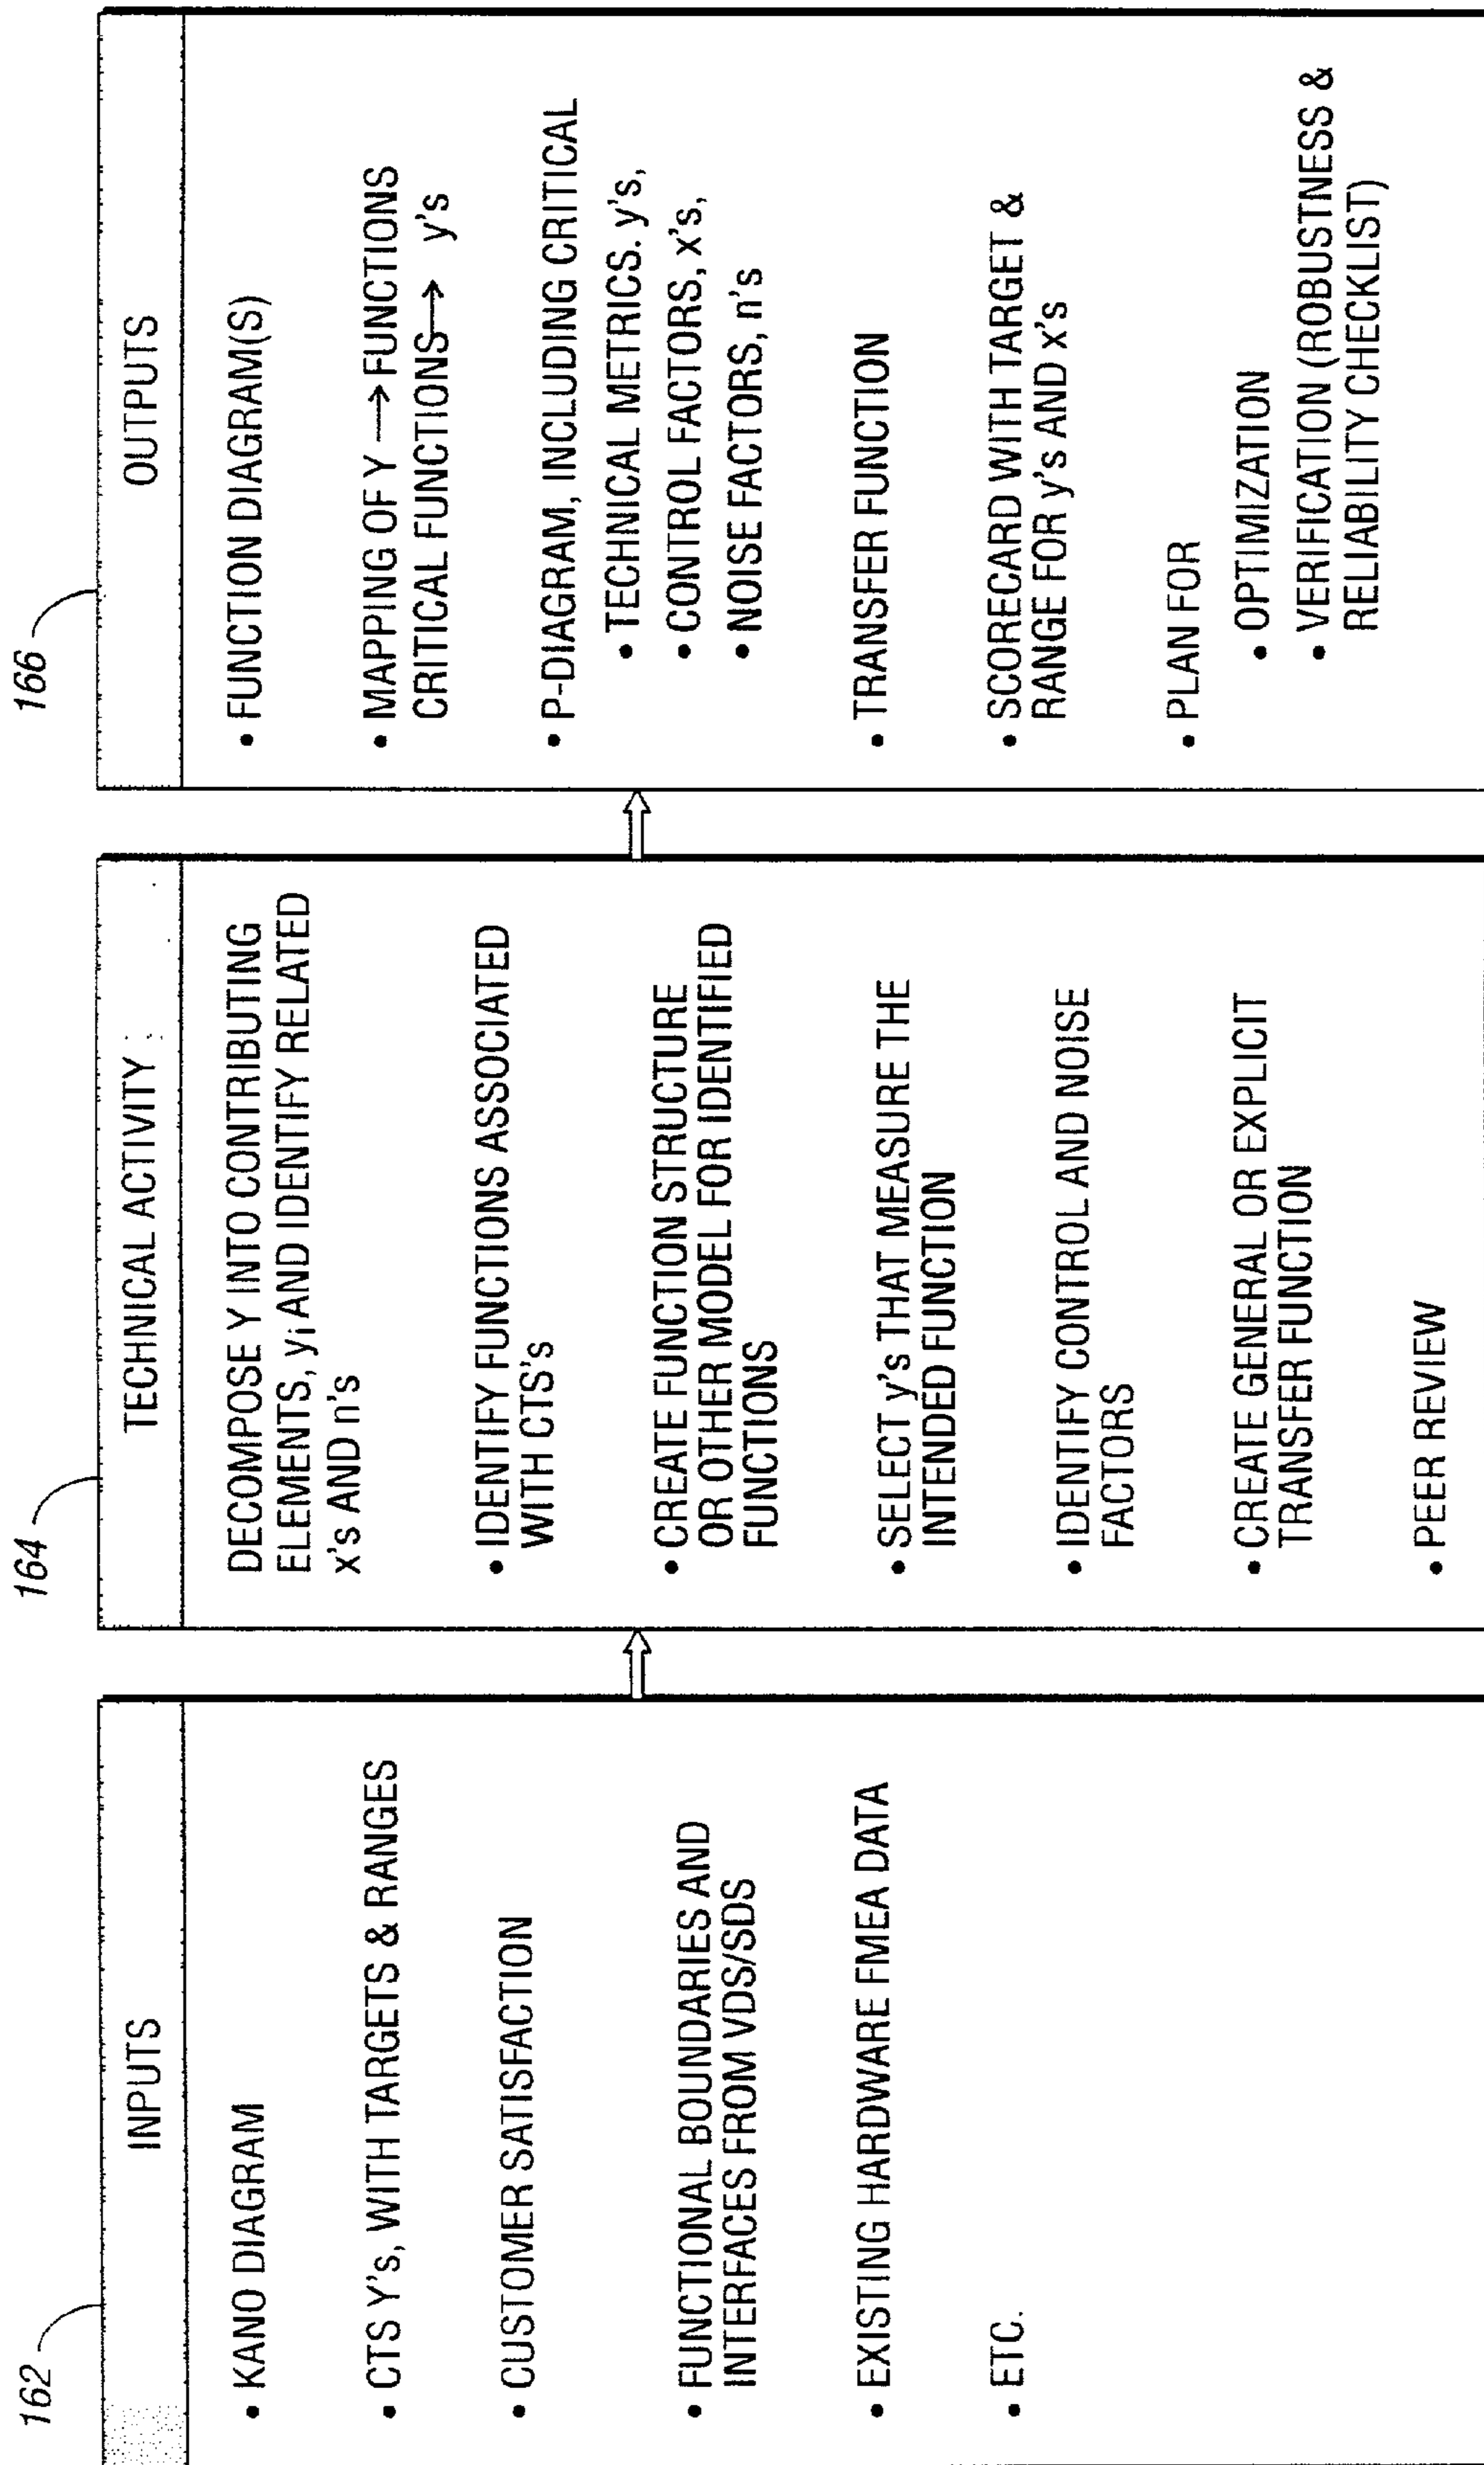 162
INPUTS
• KANO DIAGRAM
• CTS Y's, WITH TARGETS & RANGES
• CUSTOMER SATISFACTION
• FUNCTIONAL BOUNDARIES AND
INTERFACES FROM VDS/SDS
• EXISTING HARDWARE FMEA DATA
• ETC.
164
TECHNICAL ACTIVITY
DECOMPOSE Y INTO CONTRIBUTING
ELEMENTS, yi AND IDENTIFY RELATED
x's AND n's
• IDENTIFY FUNCTIONS ASSOCIATED
WITH CTS's
• CREATE FUNCTION STRUCTURE
OR OTHER MODEL FOR IDENTIFIED
FUNCTIONS
• SELECT y's THAT MEASURE THE
INTENDED FUNCTION
• IDENTIFY CONTROL AND NOISE
FACTORS
• CREATE GENERAL OR EXPLICIT
TRANSFER FUNCTION
• PEER REVIEW
166
OUTPUTS
• FUNCTION DIAGRAM(S)
• MAPPING OF Y → FUNCTIONS
CRITICAL FUNCTIONS → y's
• P-DIAGRAM, INCLUDING CRITICAL
• TECHNICAL METRICS. y's,
• CONTROL FACTORS, x's,
• NOISE FACTORS, n's
• TRANSFER FUNCTION
• SCORECARD WITH TARGET &
RANGE FOR y's AND x's
• PLAN FOR
• OPTIMIZATION
• VERIFICATION (ROBUSTNESS &
RELIABILITY CHECKLIST)